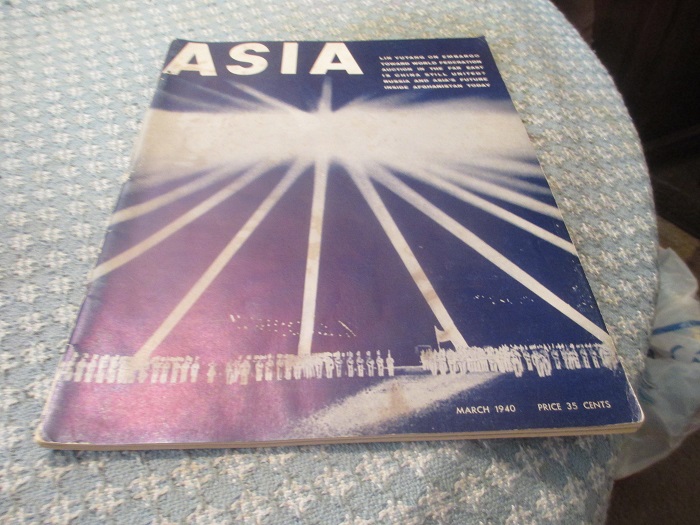 ASIA
LIN YUTANG ON EMBARGO
TOWARD WORLD FEDERATION
AUCTION IN THE FAR EAST
IS CHINA STILL UNITED?
RUSSIA AND ASIA'S FUTURE
INSIDE AFGHANISTAN TODAY
MARCH 1940 PRICE 35 CENTS